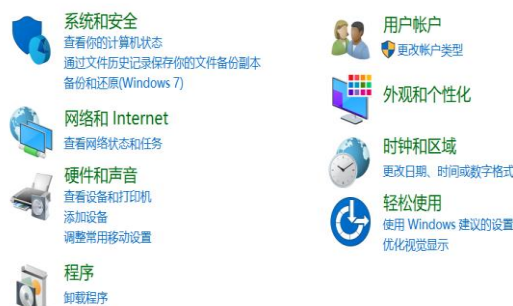 系统和安全
查看你的计算机状态
通过文件历史记录保存你的文件备份副本
备份和还原(Windows 7)
网络和 Internet
查看网络状态和任务
硬件和声音
查看设备和打印机
添加设备
调整常用移动设置
程序
卸载程序
用户帐户
更改帐户类型
外观和个性化
时钟和区域
更改日期、时间或数字格式
轻松使用
使用 Windows 建议的设置
优化视觉显示